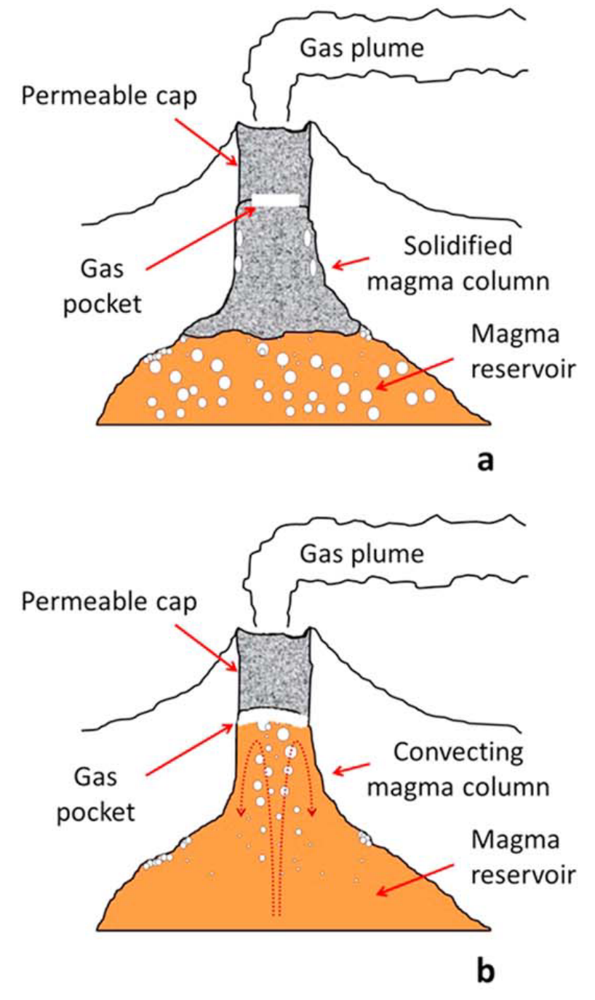 Gas plume
Permeable cap
Gas
pocket
Solidified
magma column
Magma
reservoir
a
Gas plume
Permeable cap
Gas
pocket
Convecting
magma column
Magma
reservoir
b